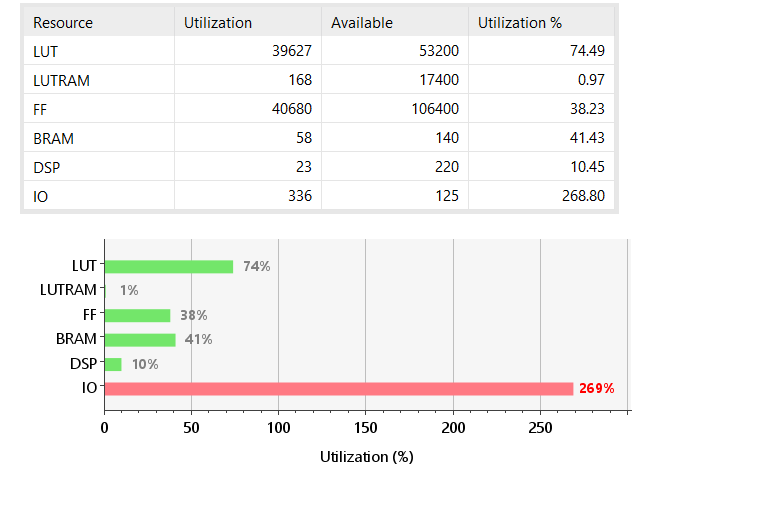 Resource Utilization Available Utilization %
LUT 39627 53200 74.49
LUTRAM 168 17400 0.97
FF 40680 106400 38.23
BRAM 58 140 41.43
DSP 23 220 10.45
IO 336 125 268.80
LUT 74%
LUTRAM 1%
FF 38%
BRAM 41%
DSP 10%
IO 269%
0 50 100 150 200 250
Utilization (%)